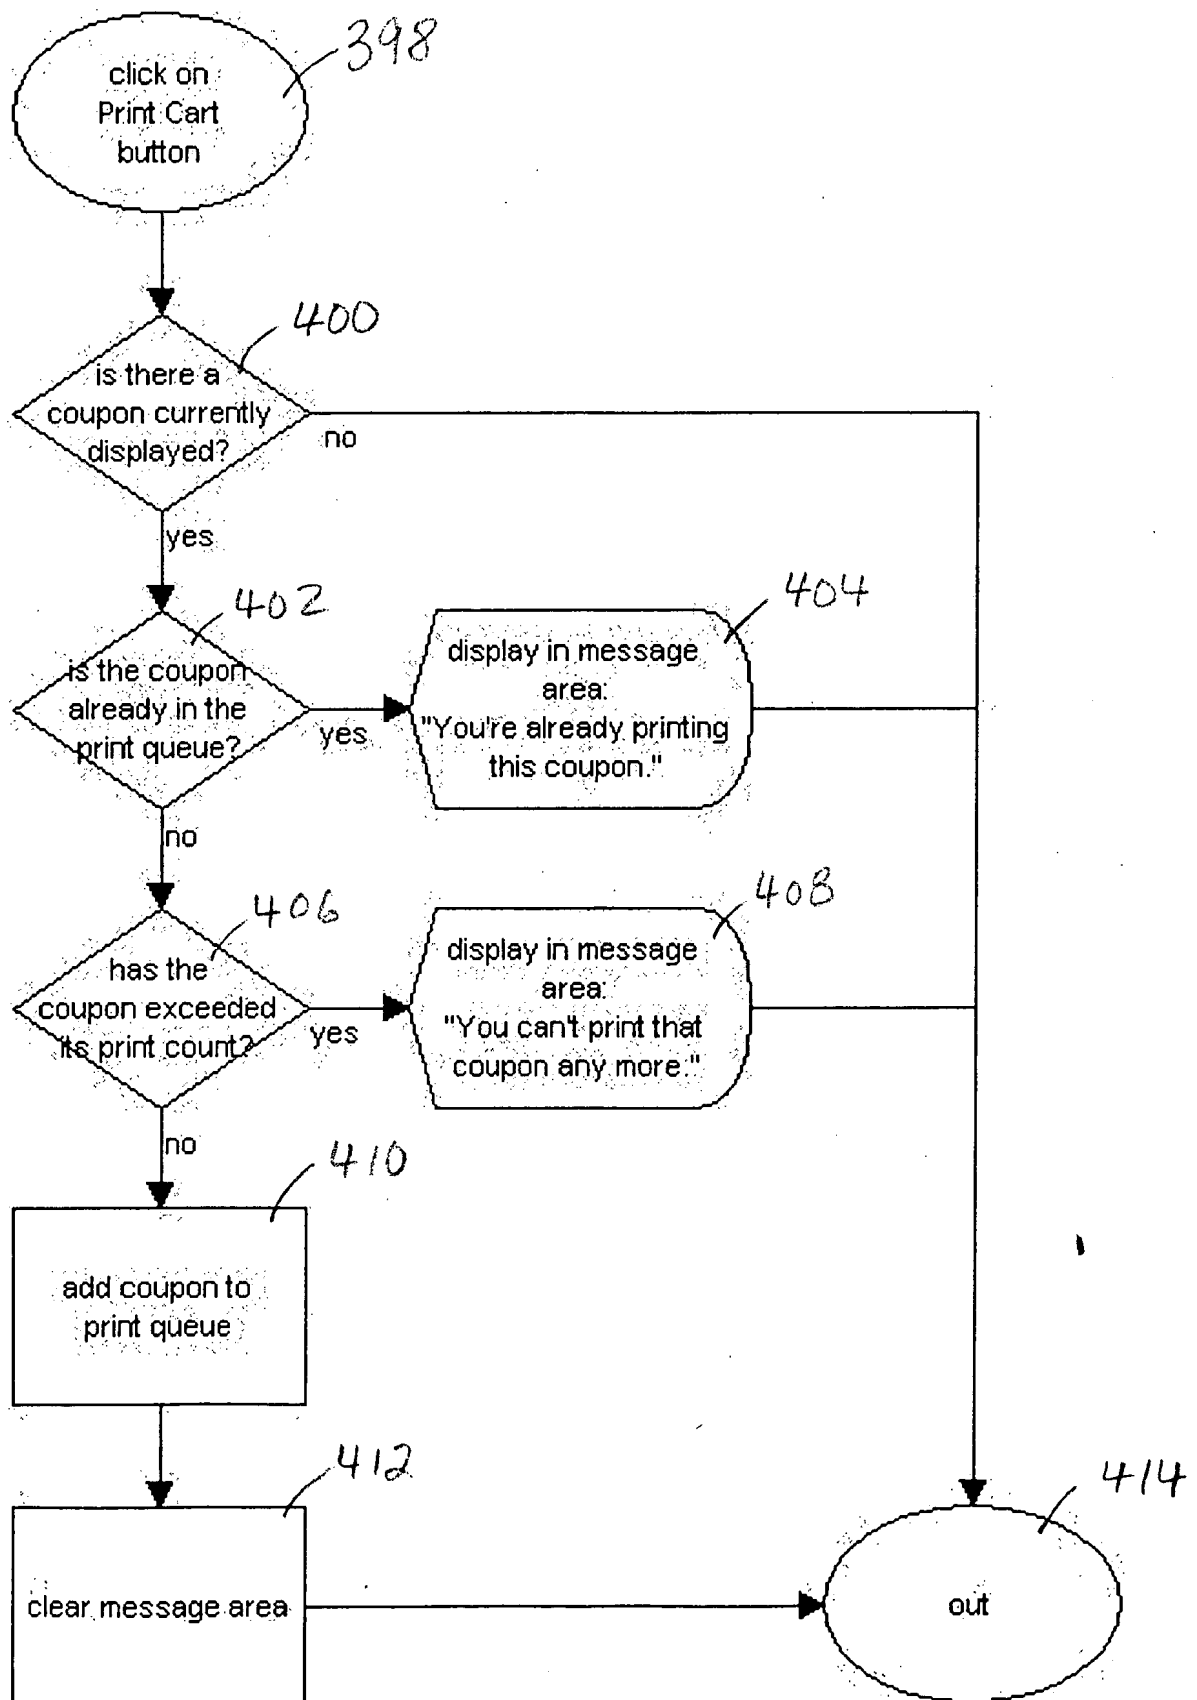 398
click on
Print Cart
button
400
is there a
coupon currently
displayed?
no
yes
402
is the coupon
already in the
print queue?
yes
404
display in message
area:
"You're already printing
this coupon."
no
406
has the
coupon exceeded
its print count?
yes
408
display in message
area:
"You can't print that
coupon any more."
no
410
add coupon to
print queue
412
clear message area
414
out